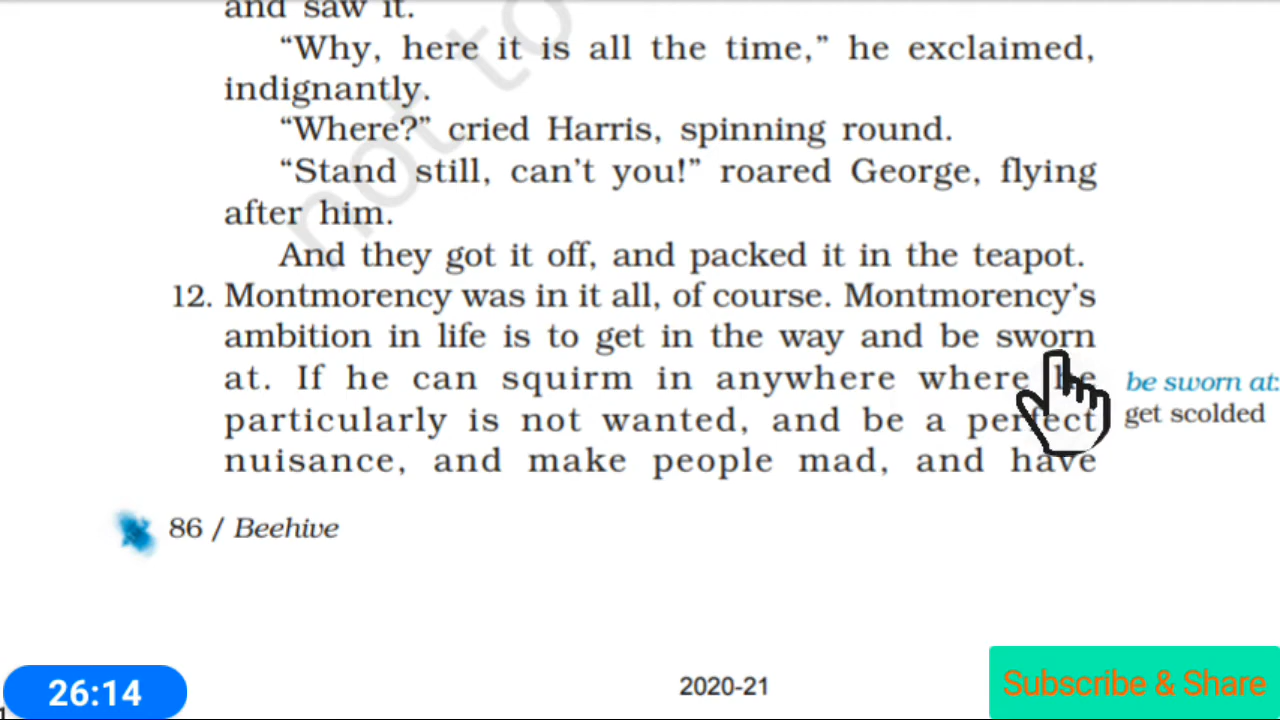 and saw it.
“Why, here it is all the time,” he exclaimed,
indignantly.
“Where?” cried Harris, spinning round.
“Stand still, can’t you!” roared George, flying
after him.
And they got it off, and packed it in the teapot.
12. Montmorency was in it all, of course. Montmorency’s
ambition in life is to get in the way and be sworn
at. If he can squirm in anywhere where he
particularly is not wanted, and be a perfect
nuisance, and make people mad, and have
be sworn at:
get scolded
86 / Beehive
not to
2020-21
26:14
Subscribe & Share
1